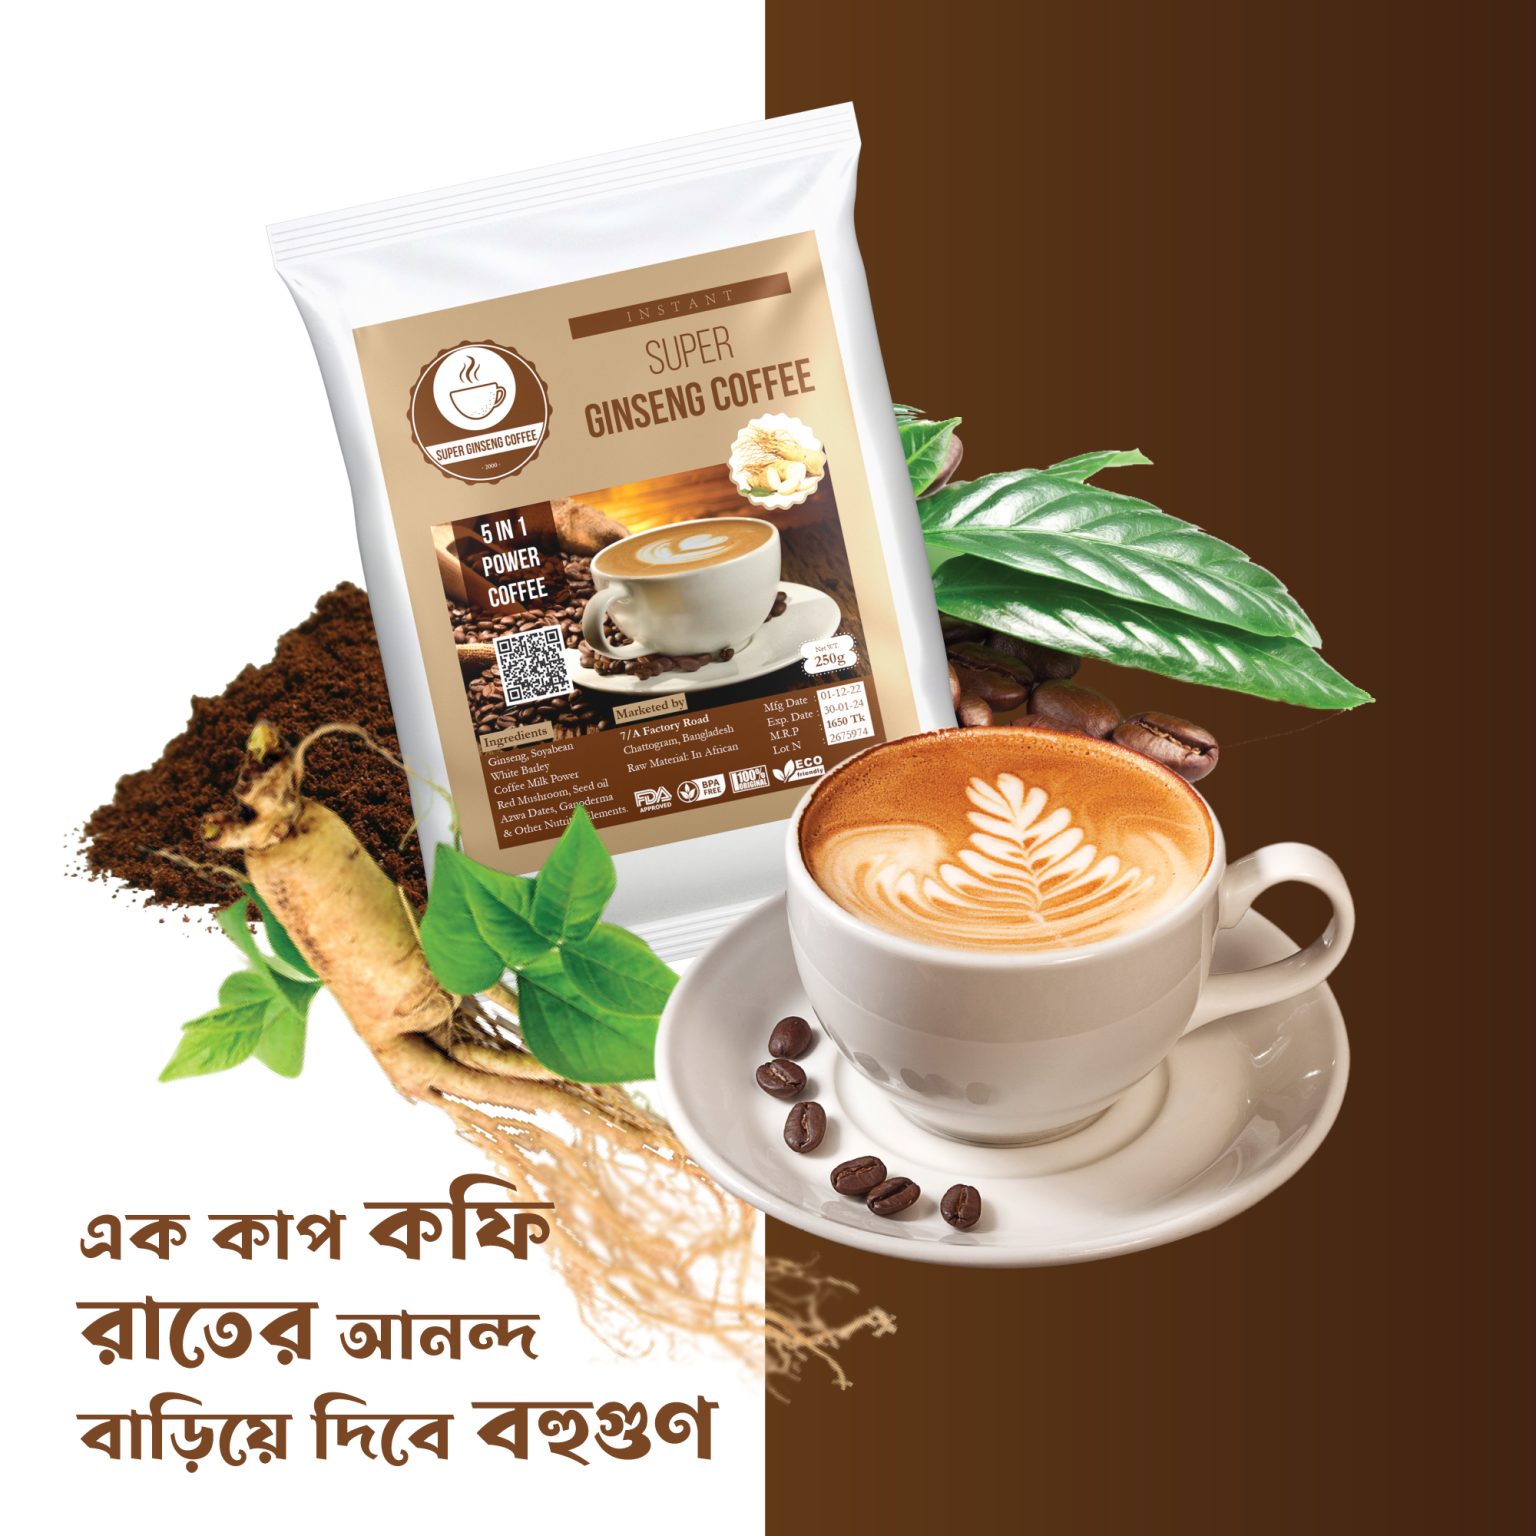 INSTANT
SUPER
GINSENG COFFEE
SUPER GINSENG COFFEE
- 2000 -
5 IN 1
POWER
COFFEE
Net WT.
250g
Ingredients
Ginseng, Soyabean
White Barley
Coffee Milk Power
Red Mushroom, Seed oil
Azwa Dates, Ganoderma
& Other Nutrition Elements.
Marketed by
7/A Factory Road
Chattogram, Bangladesh
Raw Material: In African
Mfg Date : 01-12-22
Exp. Date : 30-01-24
M.R.P : 1650 Tk
Lot N : 2675974
FDA
APPROVED
BPA
FREE
100%
ORIGINAL
ECO
friendly
এক কাপ কফি
রাতের আনন্দ
বাড়িয়ে দিবে বহুগুণ